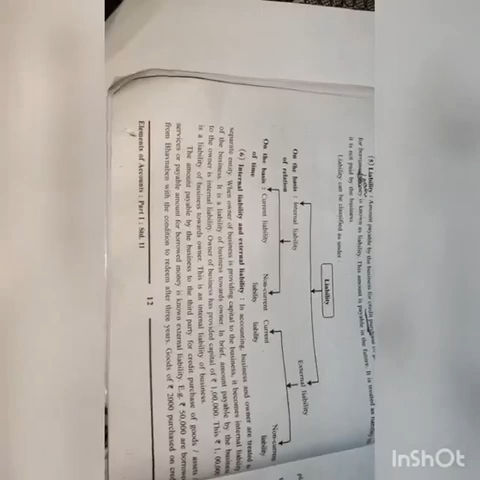 (5) Liability : Amount payable by the business for credit purchase or
for borrowed money is known as liability. This amount is payable in the future. It is treated as
it is not paid by the business.
Liability can be classified as under :
Liability
On the basis : Internal liability External liability
of relation
On the basis : Current liability Non-current Current Non-current
of time liability liability liability
(6) Internal liability and external liability : In accounting, business and owner are treated
separate entity. When owner of business is providing capital to the business, it becomes internal liability
of the business. It is a liability of business towards owner. In brief, amount payable by the business
to the owner is internal liability. Owner of business has provided capital of ₹ 1,00,000. This ₹ 1, 00,000
is a liability of business towards owner. This is an internal liability of business.
The amount payable by the business to the third party for credit purchase of goods / assets
services or payable amount for borrowed money is known external liability. E.g. ₹ 50,000 are borrowed
from Bhavnaben with the condition to redeem after three years. Goods of ₹ 2000 purchased on
Elements of Accounts : Part I : Std. 11
12
InShOt